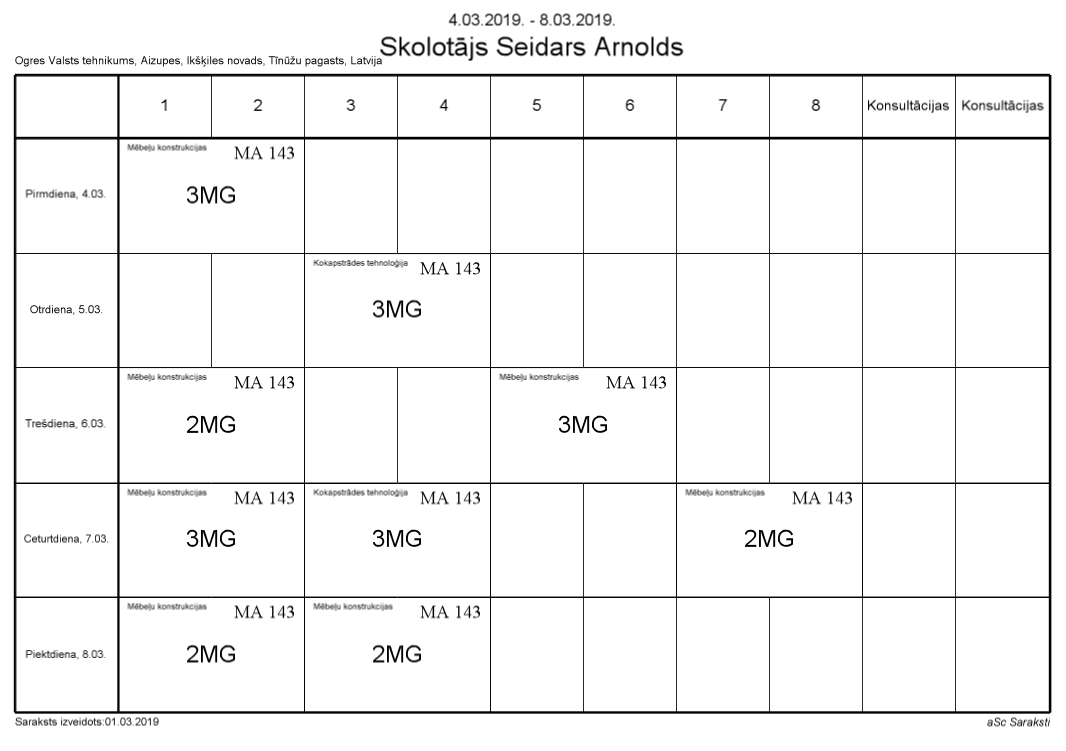 4.03.2019. - 8.03.2019.
Skolotājs Seidars Arnolds
Ogres Valsts tehnikums, Aizupes, Ikšķiles novads, Tīnūžu pagasts, Latvija
1 2 3 4 5 6 7 8 Konsultācijas Konsultācijas
Pirmdiena, 4.03.
Mēbeļu konstrukcijas MA 143
3MG
Otrdiena, 5.03.
Kokapstrādes tehnoloģija MA 143
3MG
Trešdiena, 6.03.
Mēbeļu konstrukcijas MA 143
2MG
Mēbeļu konstrukcijas MA 143
3MG
Ceturtdiena, 7.03.
Mēbeļu konstrukcijas MA 143
3MG
Kokapstrādes tehnoloģija MA 143
3MG
Mēbeļu konstrukcijas MA 143
2MG
Piektdiena, 8.03.
Mēbeļu konstrukcijas MA 143
2MG
Mēbeļu konstrukcijas MA 143
2MG
Saraksts izveidots:01.03.2019
aSc Saraksti